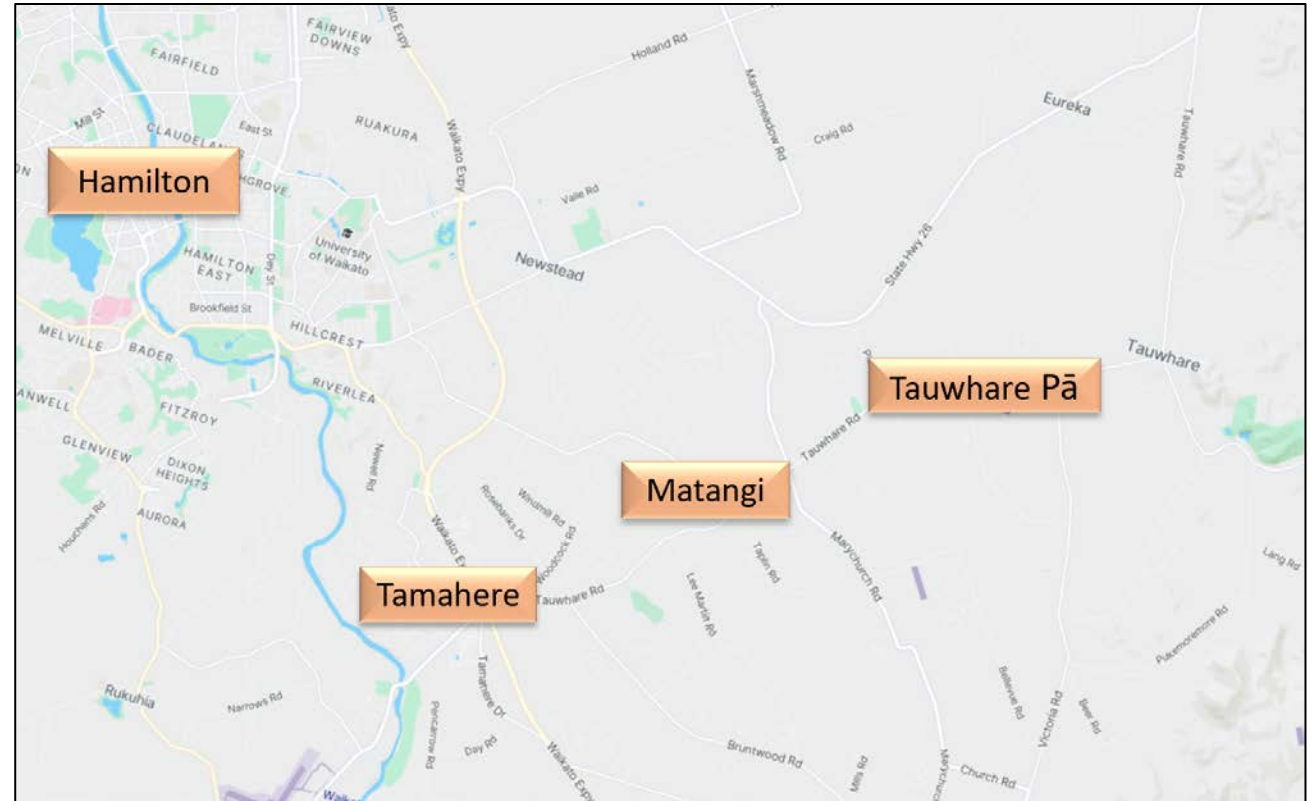 FAIRVIEW
DOWNS
Waikato Expy
Holland Rd
FAIRFIELD
Marshmeadow Rd
Eureka
Mill St
CLAUDELANDS
East St
RUAKURA
Craig Rd
Tauwhare Rd
Hamilton
Waikato Expy
Valle Rd
University
of Waikato
HAMILTON
EAST
Dey St
Newstead
State Hwy 26
Brookfield St
MELVILLE
BADER
HILLCREST
Tauwhare
Tauwhare Pā
RIVERLEA
FITZROY
GLENVIEW
Newell Rd
Tauwhare Rd
DIXON
HEIGHTS
Matangi
Houchens Rd
AURORA
Rosebanks Dr
Windmill Rd
Woodcock Rd
Taplin Rd
Marychurch Rd
Lang Rd
Tamahere
Tauwhare Rd
Lee Martin Rd
Pukemoremore Rd
Rukuhia
Narrows Rd
Tamahere Dr
Pencarrow Rd
Day Rd
Waikato Expy
Bruntwood Rd
Mills Rd
Bellevue Rd
Victoria Rd
Beer Rd
Church Rd